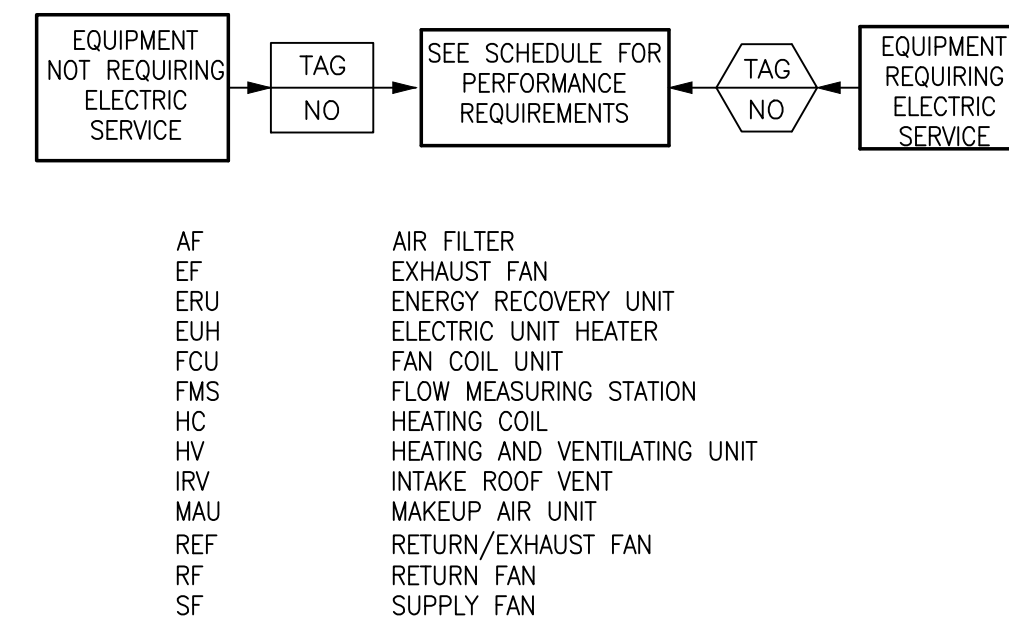 EQUIPMENT
NOT REQUIRING
ELECTRIC
SERVICE
TAG
NO
SEE SCHEDULE FOR
PERFORMANCE
REQUIREMENTS
TAG
NO
EQUIPMENT
REQUIRING
ELECTRIC
SERVICE
AF AIR FILTER
EF EXHAUST FAN
ERU ENERGY RECOVERY UNIT
EUH ELECTRIC UNIT HEATER
FCU FAN COIL UNIT
FMS FLOW MEASURING STATION
HC HEATING COIL
HV HEATING AND VENTILATING UNIT
IRV INTAKE ROOF VENT
MAU MAKEUP AIR UNIT
REF RETURN/EXHAUST FAN
RF RETURN FAN
SF SUPPLY FAN